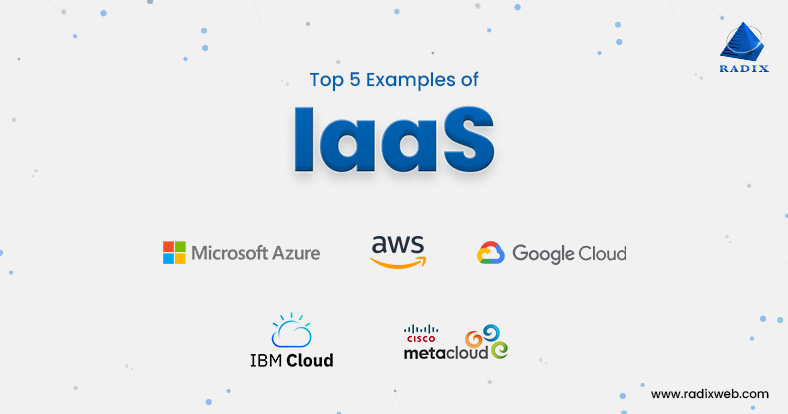 RADIX
Top 5 Examples of
IaaS
Microsoft Azure
aws
Google Cloud
IBM Cloud
CISCO
metacloud
www.radixweb.com